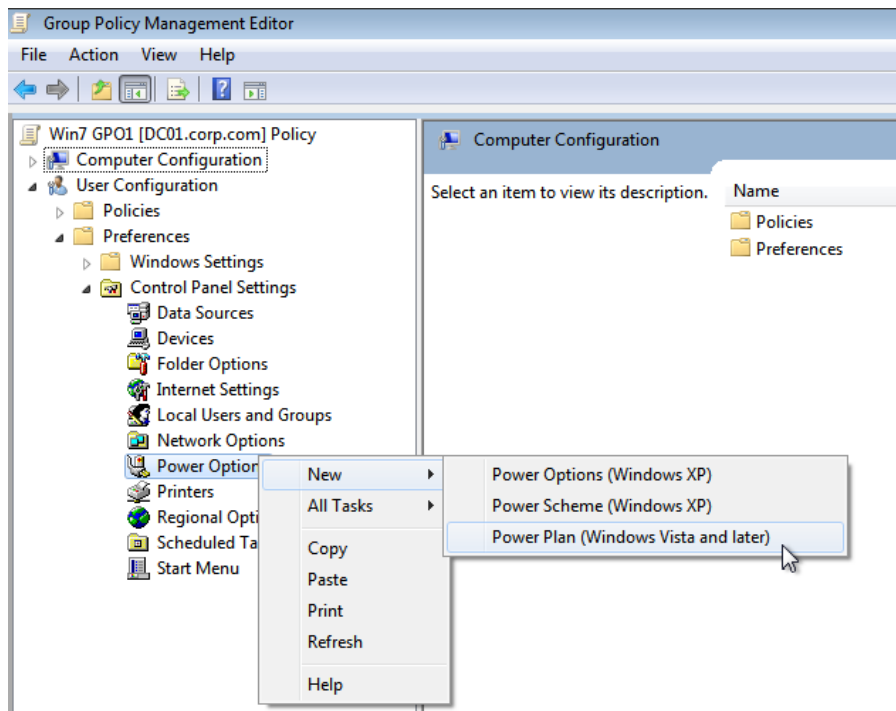 Group Policy Management Editor
File Action View Help
Win7 GPO1 [DC01.corp.com] Policy
Computer Configuration
User Configuration
Policies
Preferences
Windows Settings
Control Panel Settings
Data Sources
Devices
Folder Options
Internet Settings
Local Users and Groups
Network Options
Power Option
Printers
Regional Opti
Scheduled Ta
Start Menu
New
All Tasks
Copy
Paste
Print
Refresh
Help
Power Options (Windows XP)
Power Scheme (Windows XP)
Power Plan (Windows Vista and later)
Computer Configuration
Select an item to view its description.
Name
Policies
Preferences